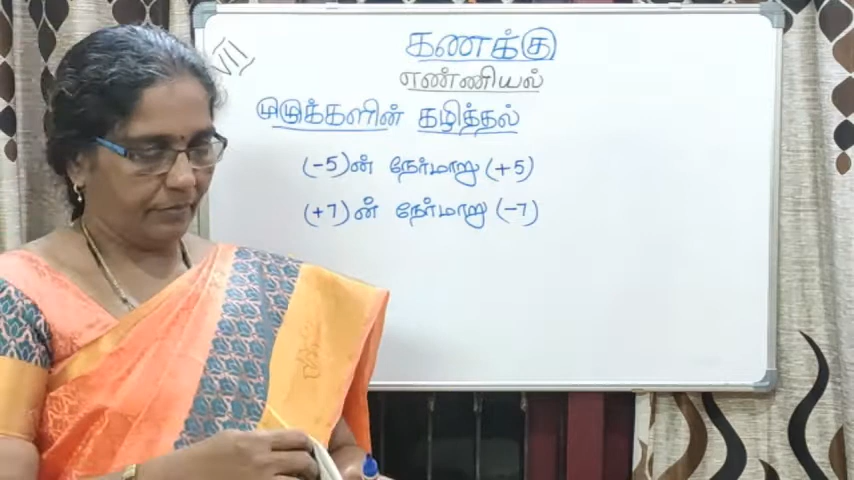 VII
கணக்கு
எண்ணியல்
முழுக்களின் கழித்தல்
(-5)ன் நேர்மாறு (+5)
(+7)ன் நேர்மாறு (-7)